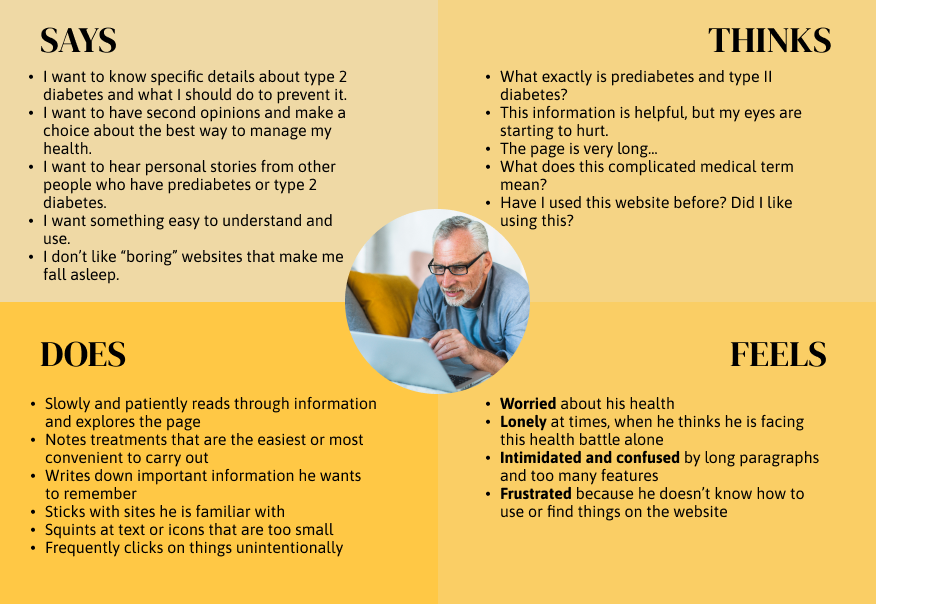 SAYS
• I want to know specific details about type 2
diabetes and what I should do to prevent it.
• I want to have second opinions and make a
choice about the best way to manage my
health.
• I want to hear personal stories from other
people who have prediabetes or type 2
diabetes.
• I want something easy to understand and
use.
• I don’t like “boring” websites that make me
fall asleep.
THINKS
• What exactly is prediabetes and type II
diabetes?
• This information is helpful, but my eyes are
starting to hurt.
• The page is very long...
• What does this complicated medical term
mean?
• Have I used this website before? Did I like
using this?
DOES
• Slowly and patiently reads through information
and explores the page
• Notes treatments that are the easiest or most
convenient to carry out
• Writes down important information he wants
to remember
• Sticks with sites he is familiar with
• Squints at text or icons that are too small
• Frequently clicks on things unintentionally
FEELS
• Worried about his health
• Lonely at times, when he thinks he is facing
this health battle alone
• Intimidated and confused by long paragraphs
and too many features
• Frustrated because he doesn’t know how to
use or find things on the website